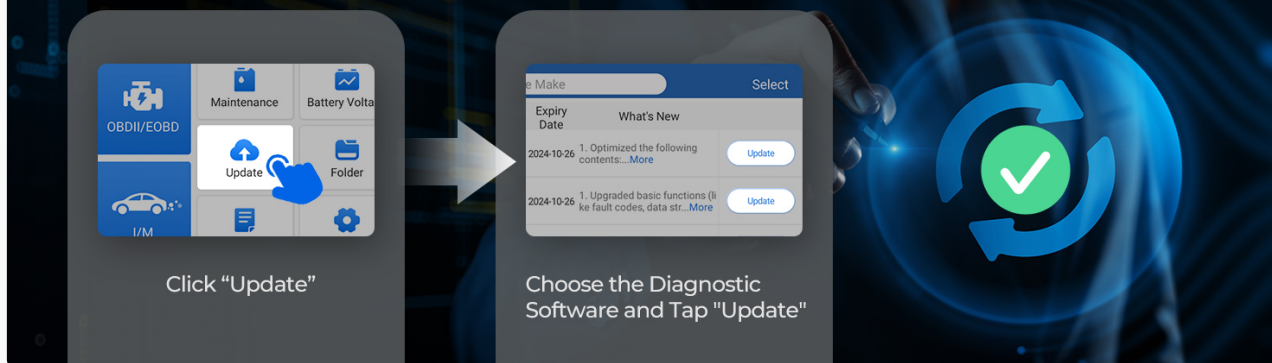 OBDII/EOBD
Maintenance
Battery Volta
Update
Folder
I/M
Click “Update”
e Make
Select
Expiry
Date
What's New
2024-10-26
1. Optimized the following
contents:...More
Update
2024-10-26
1. Upgraded basic functions (li
ke fault codes, data str...More
Update
Choose the Diagnostic
Software and Tap "Update"